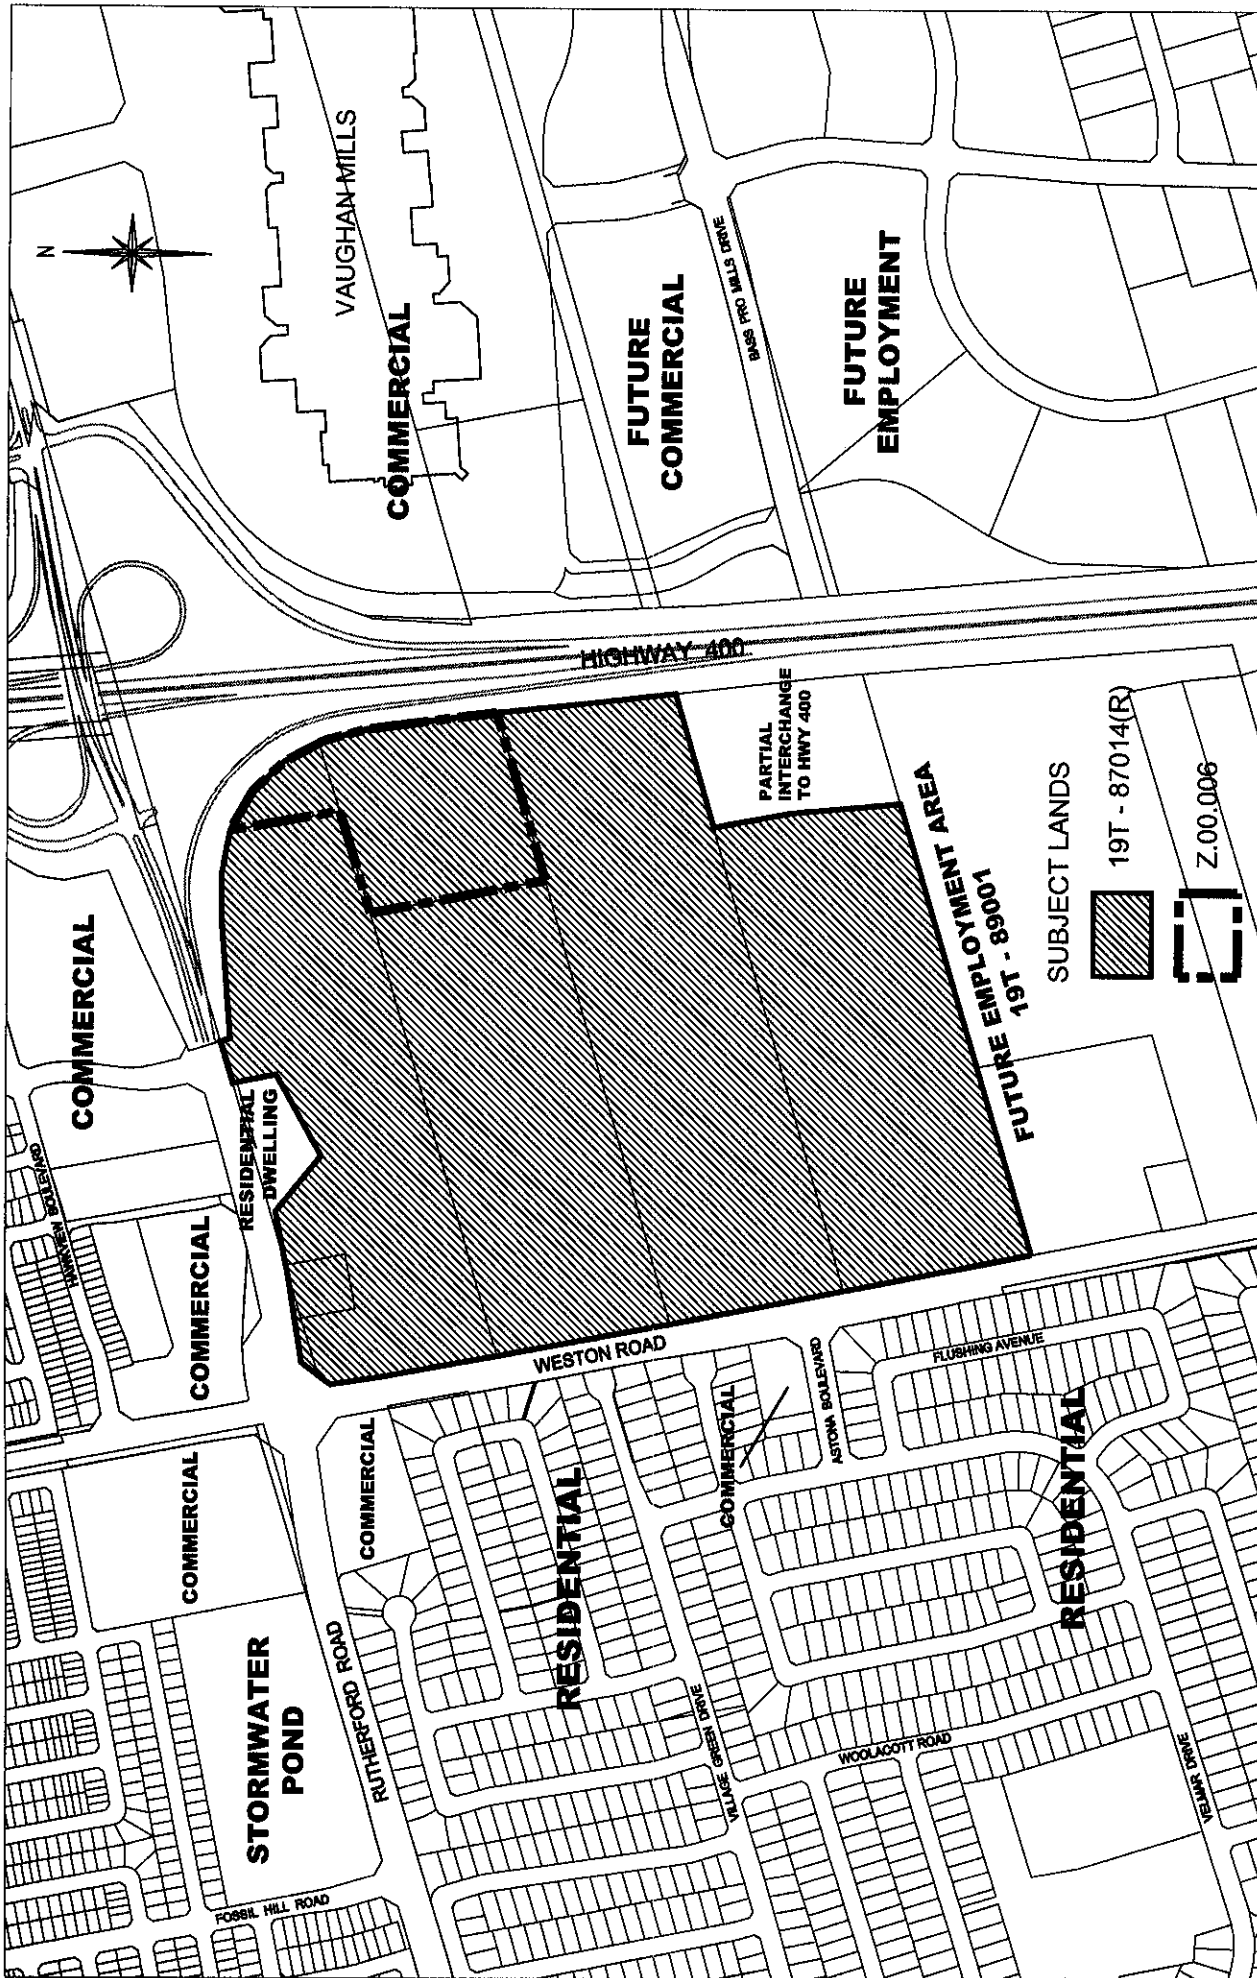 N
VAUGHAN MILLS
COMMERCIAL
FUTURE
COMMERCIAL
BASS PRO MILLS DRIVE
FUTURE
EMPLOYMENT
HIGHWAY 400
PARTIAL
INTERCHANGE
TO HWY 400
FUTURE EMPLOYMENT AREA
19T - 89001
SUBJECT LANDS
19T - 87014(R)
Z.00.006
COMMERCIAL
RESIDENTIAL
DWELLING
HAWKVIEW BOULEVARD
COMMERCIAL
WESTON ROAD
COMMERCIAL
COMMERCIAL
COMMERCIAL
ASTONA BOULEVARD
FLUSHING AVENUE
RESIDENTIAL
RESIDENTIAL
STORMWATER
POND
RUTHERFORD ROAD
VILLAGE GREEN DRIVE
WOOLACOTT ROAD
VELMAR DRIVE
FOSSIL HILL ROAD